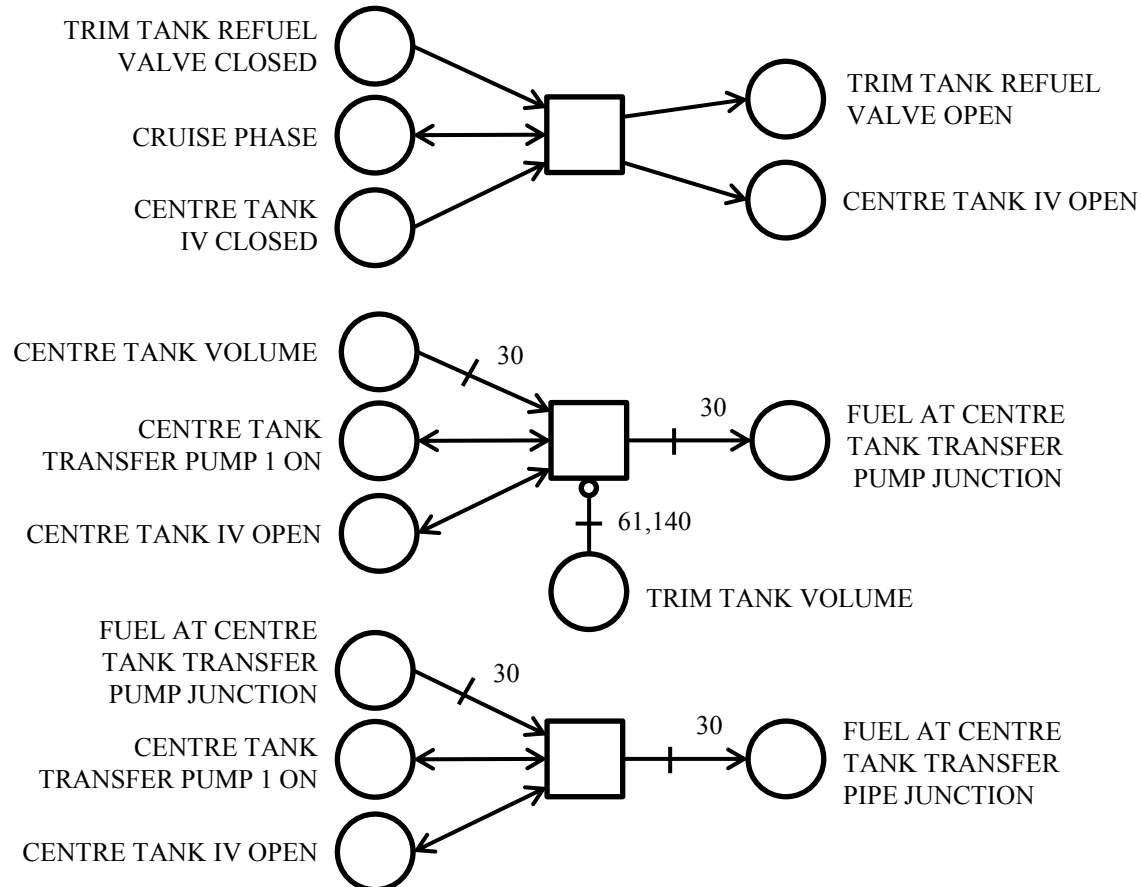 TRIM TANK REFUEL
VALVE CLOSED
CRUISE PHASE
CENTRE TANK
IV CLOSED
TRIM TANK REFUEL
VALVE OPEN
CENTRE TANK IV OPEN
CENTRE TANK VOLUME
30
CENTRE TANK
TRANSFER PUMP 1 ON
CENTRE TANK IV OPEN
30
FUEL AT CENTRE
TANK TRANSFER
PUMP JUNCTION
61,140
TRIM TANK VOLUME
FUEL AT CENTRE
TANK TRANSFER
PUMP JUNCTION
30
CENTRE TANK
TRANSFER PUMP 1 ON
CENTRE TANK IV OPEN
30
FUEL AT CENTRE
TANK TRANSFER
PIPE JUNCTION